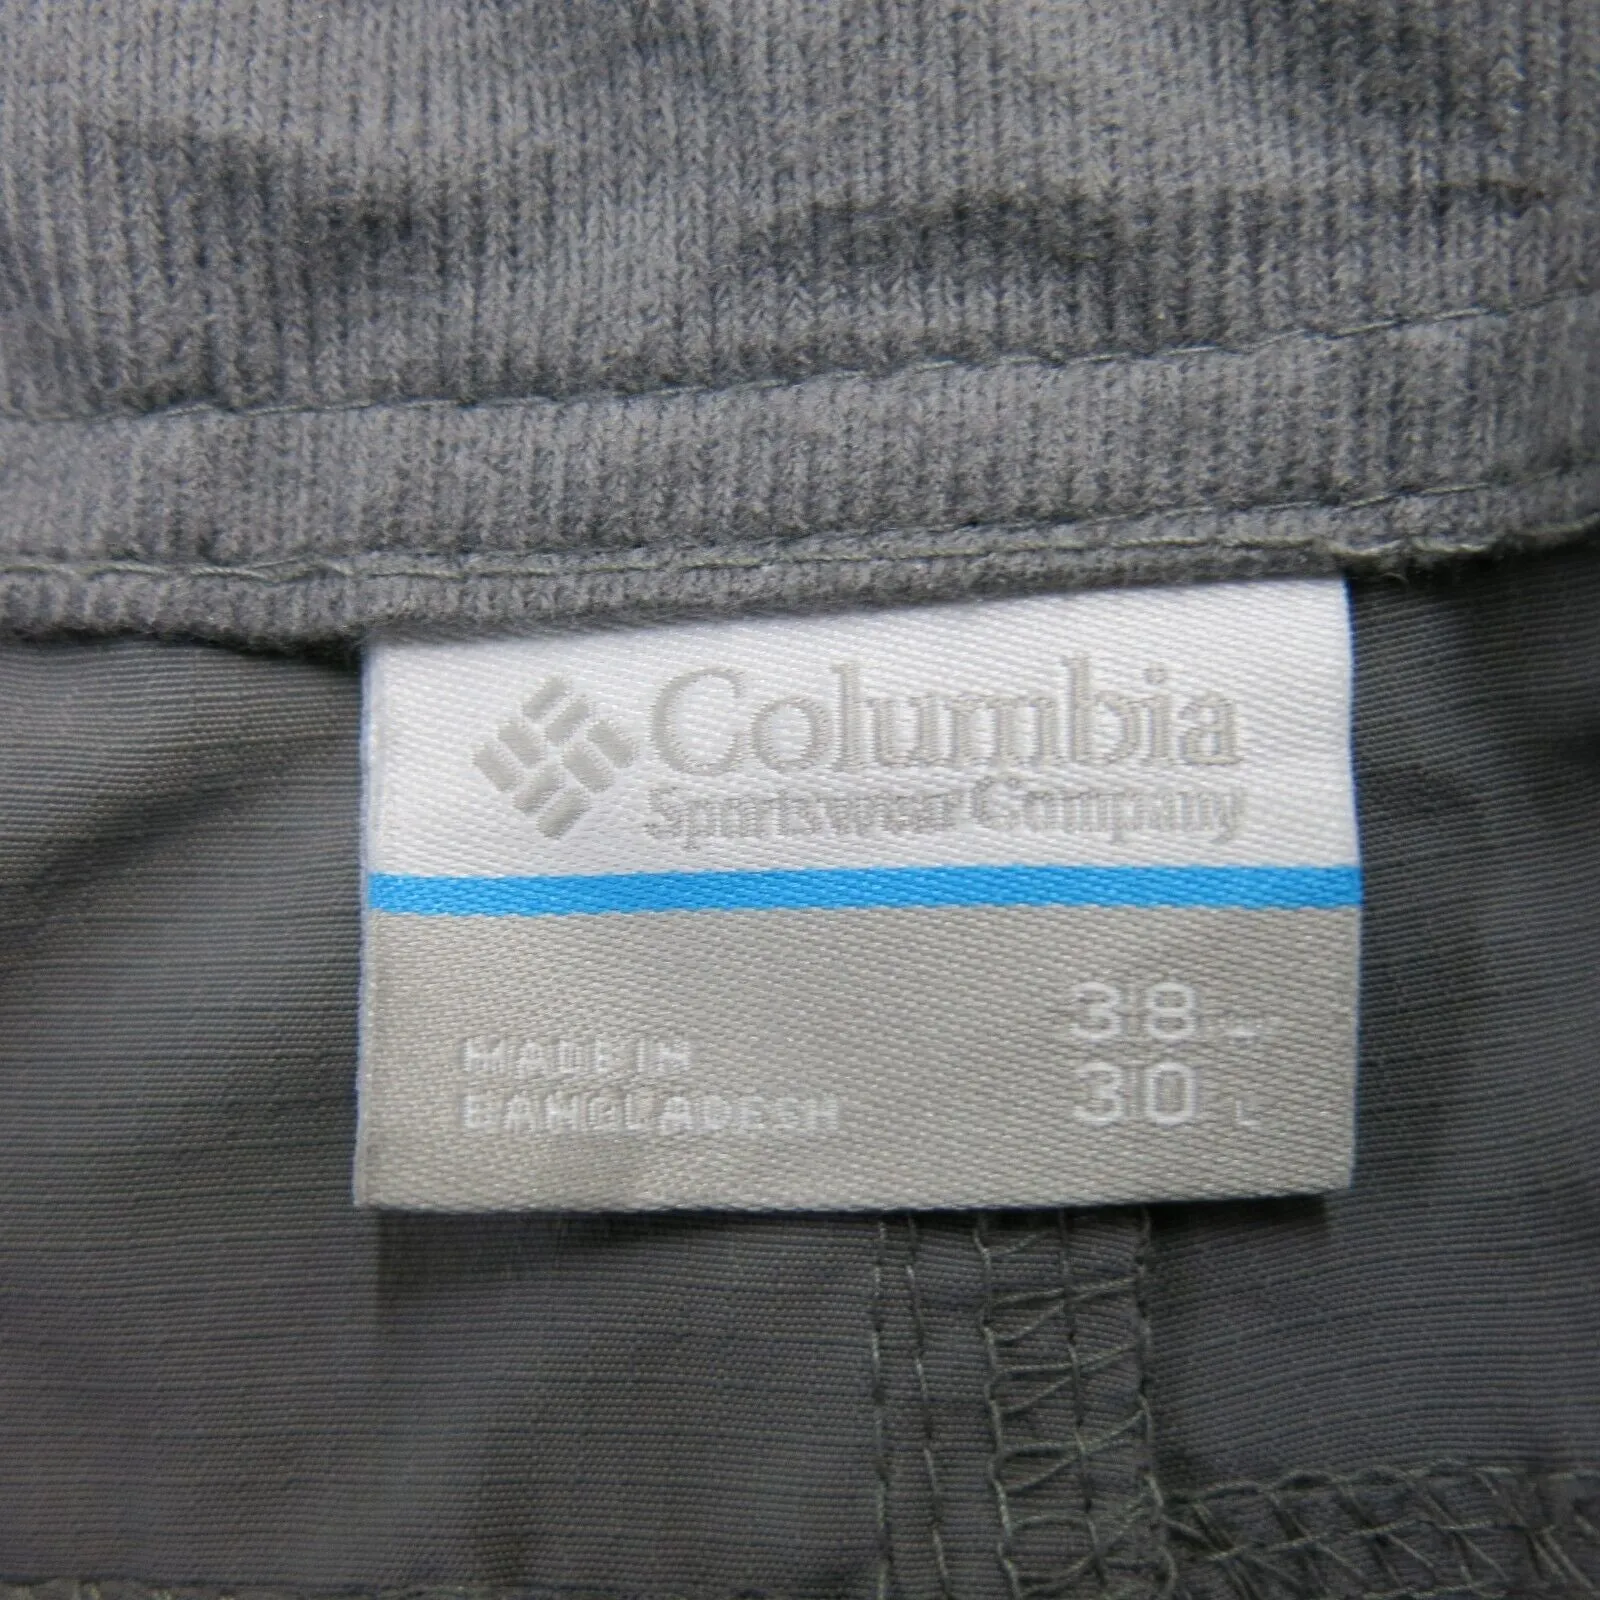 Columbia
Sportswear Company
38 W
30 L
MADE IN
BANGLADESH